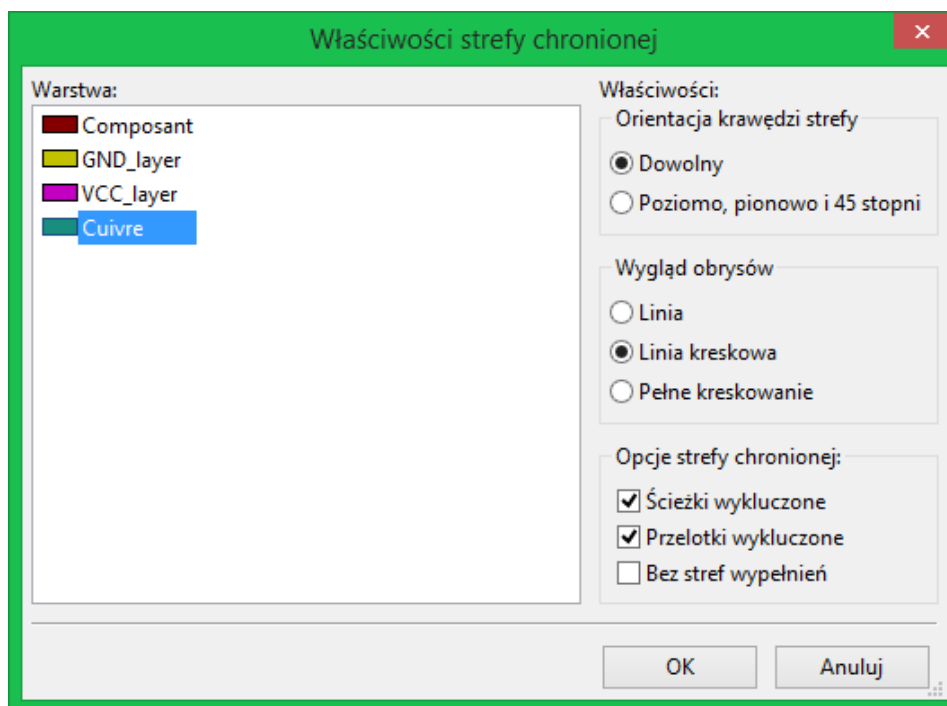 Właściwości strefy chronionej
Warstwa:
Composant
GND_layer
VCC_layer
Cuivre
Właściwości:
Orientacja krawędzi strefy
Dowolny
Poziomo, pionowo i 45 stopni
Wygląd obrysów
Linia
Linia kreskowa
Pełne kreskowanie
Opcje strefy chronionej:
Ścieżki wykluczone
Przelotki wykluczone
Bez stref wypełnień
OK
Anuluj